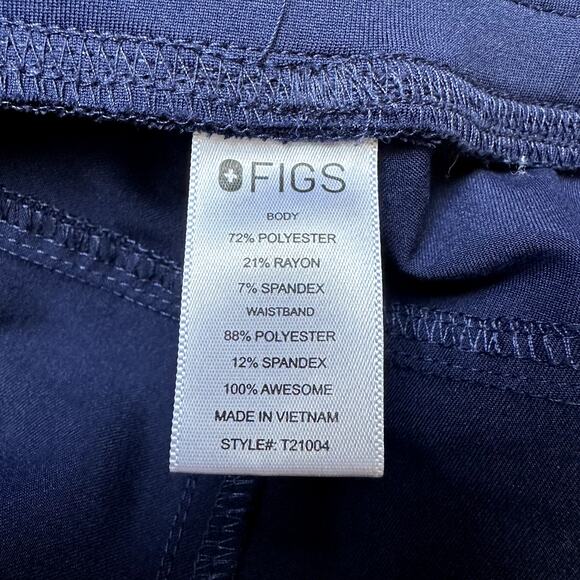 FIGS
BODY
72% POLYESTER
21% RAYON
7% SPANDEX
WAISTBAND
88% POLYESTER
12% SPANDEX
100% AWESOME
MADE IN VIETNAM
STYLE#: T21004